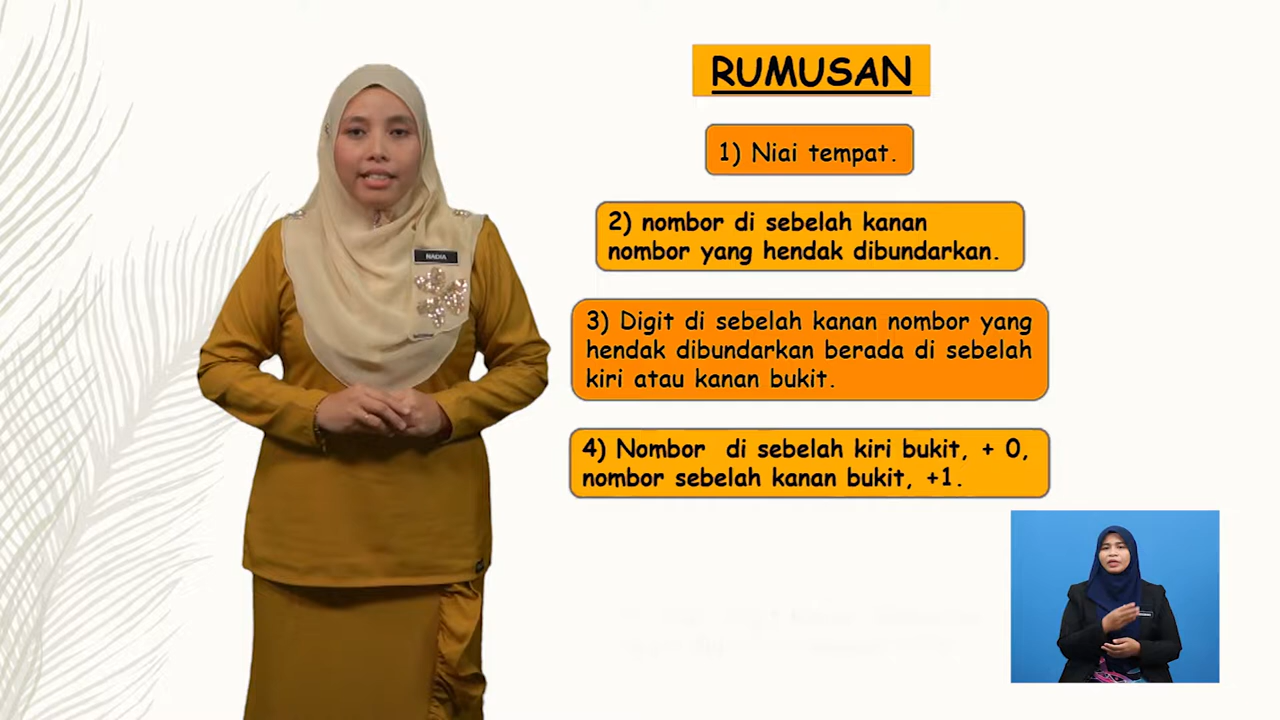 RUMUSAN
1) Niai tempat.
2) nombor di sebelah kanan
nombor yang hendak dibundarkan.
3) Digit di sebelah kanan nombor yang
hendak dibundarkan berada di sebelah
kiri atau kanan bukit.
4) Nombor di sebelah kiri bukit, + 0,
nombor sebelah kanan bukit, +1.
NADIA